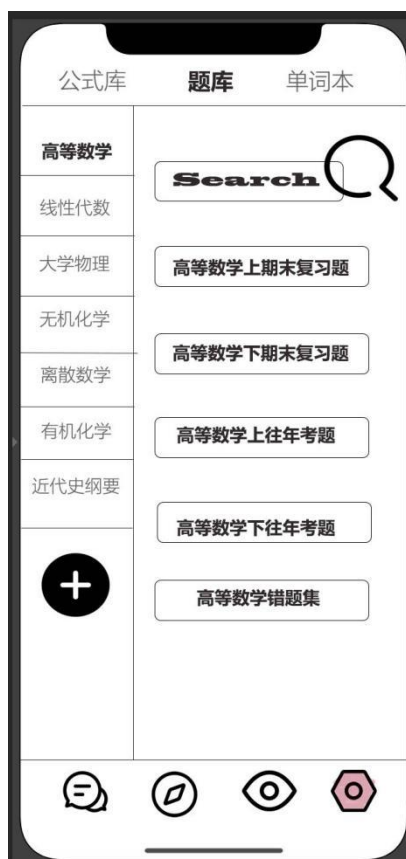 公式库 题库 单词本
高等数学
线性代数
大学物理
无机化学
离散数学
有机化学
近代史纲要
Search
高等数学上期末复习题
高等数学下期末复习题
高等数学上往年考题
高等数学下往年考题
高等数学错题集